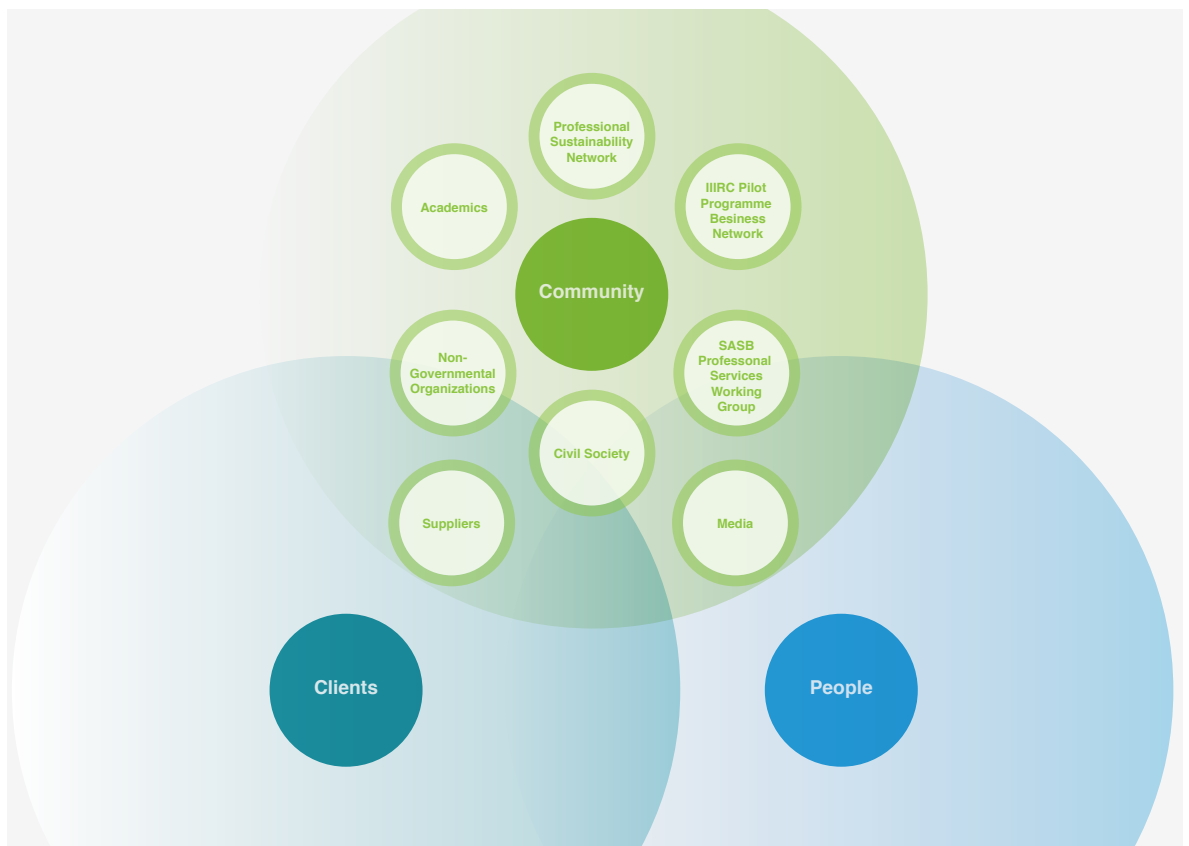 Professional
Sustainability
Network
Academics
IIIRC Pilot
Programme
Besiness
Network
Community
Non-
Governmental
Organizations
SASB
Professonal
Services
Working
Group
Civil Society
Suppliers
Media
Clients
People